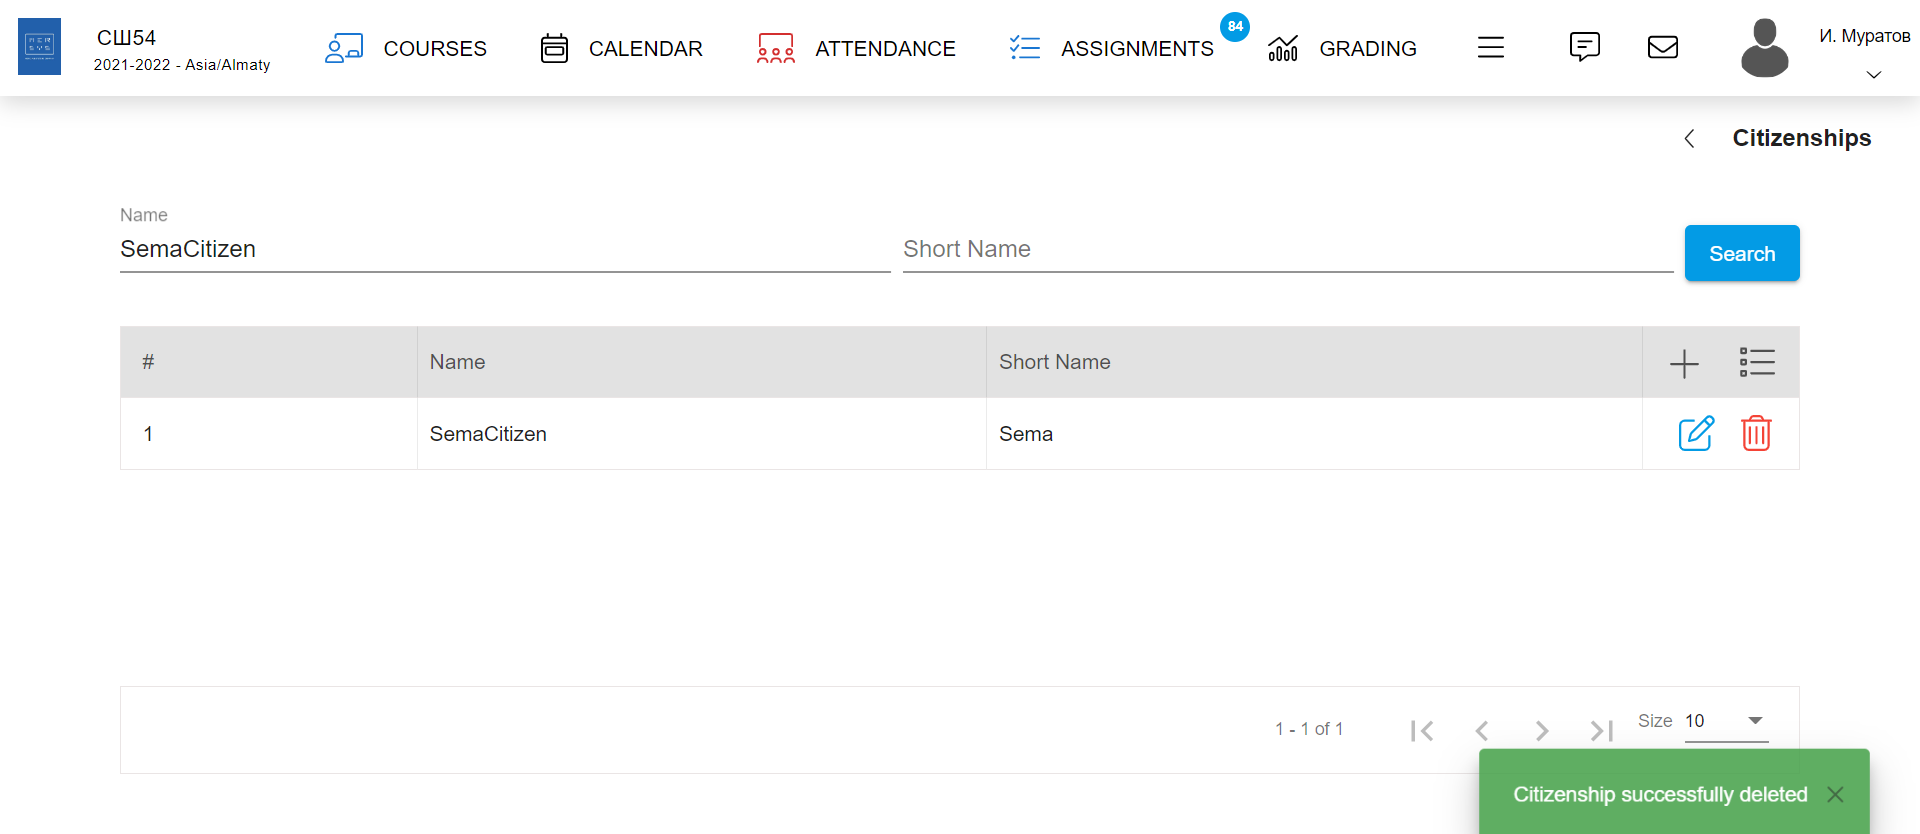 СШ54
2021-2022 - Asia/Almaty
COURSES
CALENDAR
ATTENDANCE
ASSIGNMENTS
84
GRADING
И. Муратов
Citizenships
Name
SemaCitizen
Short Name
Search
# Name Short Name
1 SemaCitizen Sema
1 - 1 of 1
Size 10
Citizenship successfully deleted